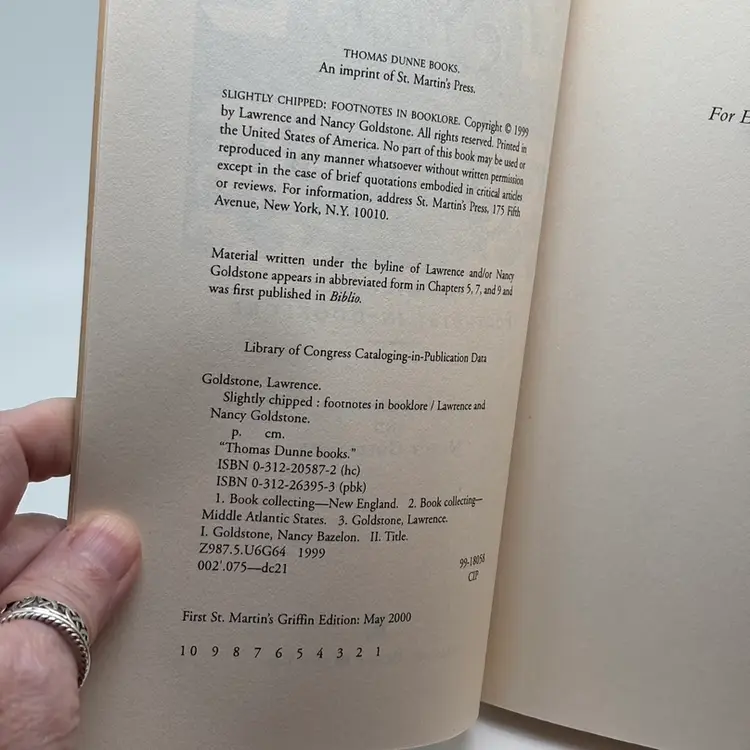 THOMAS DUNNE BOOKS.
An imprint of St. Martin's Press.
SLIGHTLY CHIPPED: FOOTNOTES IN BOOKLORE. Copyright © 1999
by Lawrence and Nancy Goldstone. All rights reserved. Printed in
the United States of America. No part of this book may be used or
reproduced in any manner whatsoever without written permission
except in the case of brief quotations embodied in critical articles
or reviews. For information, address St. Martin's Press, 175 Fifth
Avenue, New York, N.Y. 10010.
Material written under the byline of Lawrence and/or Nancy
Goldstone appears in abbreviated form in Chapters 5, 7, and 9 and
was first published in Biblio.
Library of Congress Cataloging-in-Publication Data
Goldstone, Lawrence.
Slightly chipped : footnotes in booklore / Lawrence and
Nancy Goldstone.
p. cm.
"Thomas Dunne books."
ISBN 0-312-20587-2 (hc)
ISBN 0-312-26395-3 (pbk)
1. Book collecting—New England. 2. Book collecting—
Middle Atlantic States. 3. Goldstone, Lawrence.
I. Goldstone, Nancy Bazelon. II. Title.
Z987.5.U6G64 1999
002'.075—dc21
99-18058
CIP
First St. Martin's Griffin Edition: May 2000
10 9 8 7 6 5 4 3 2 1
For E